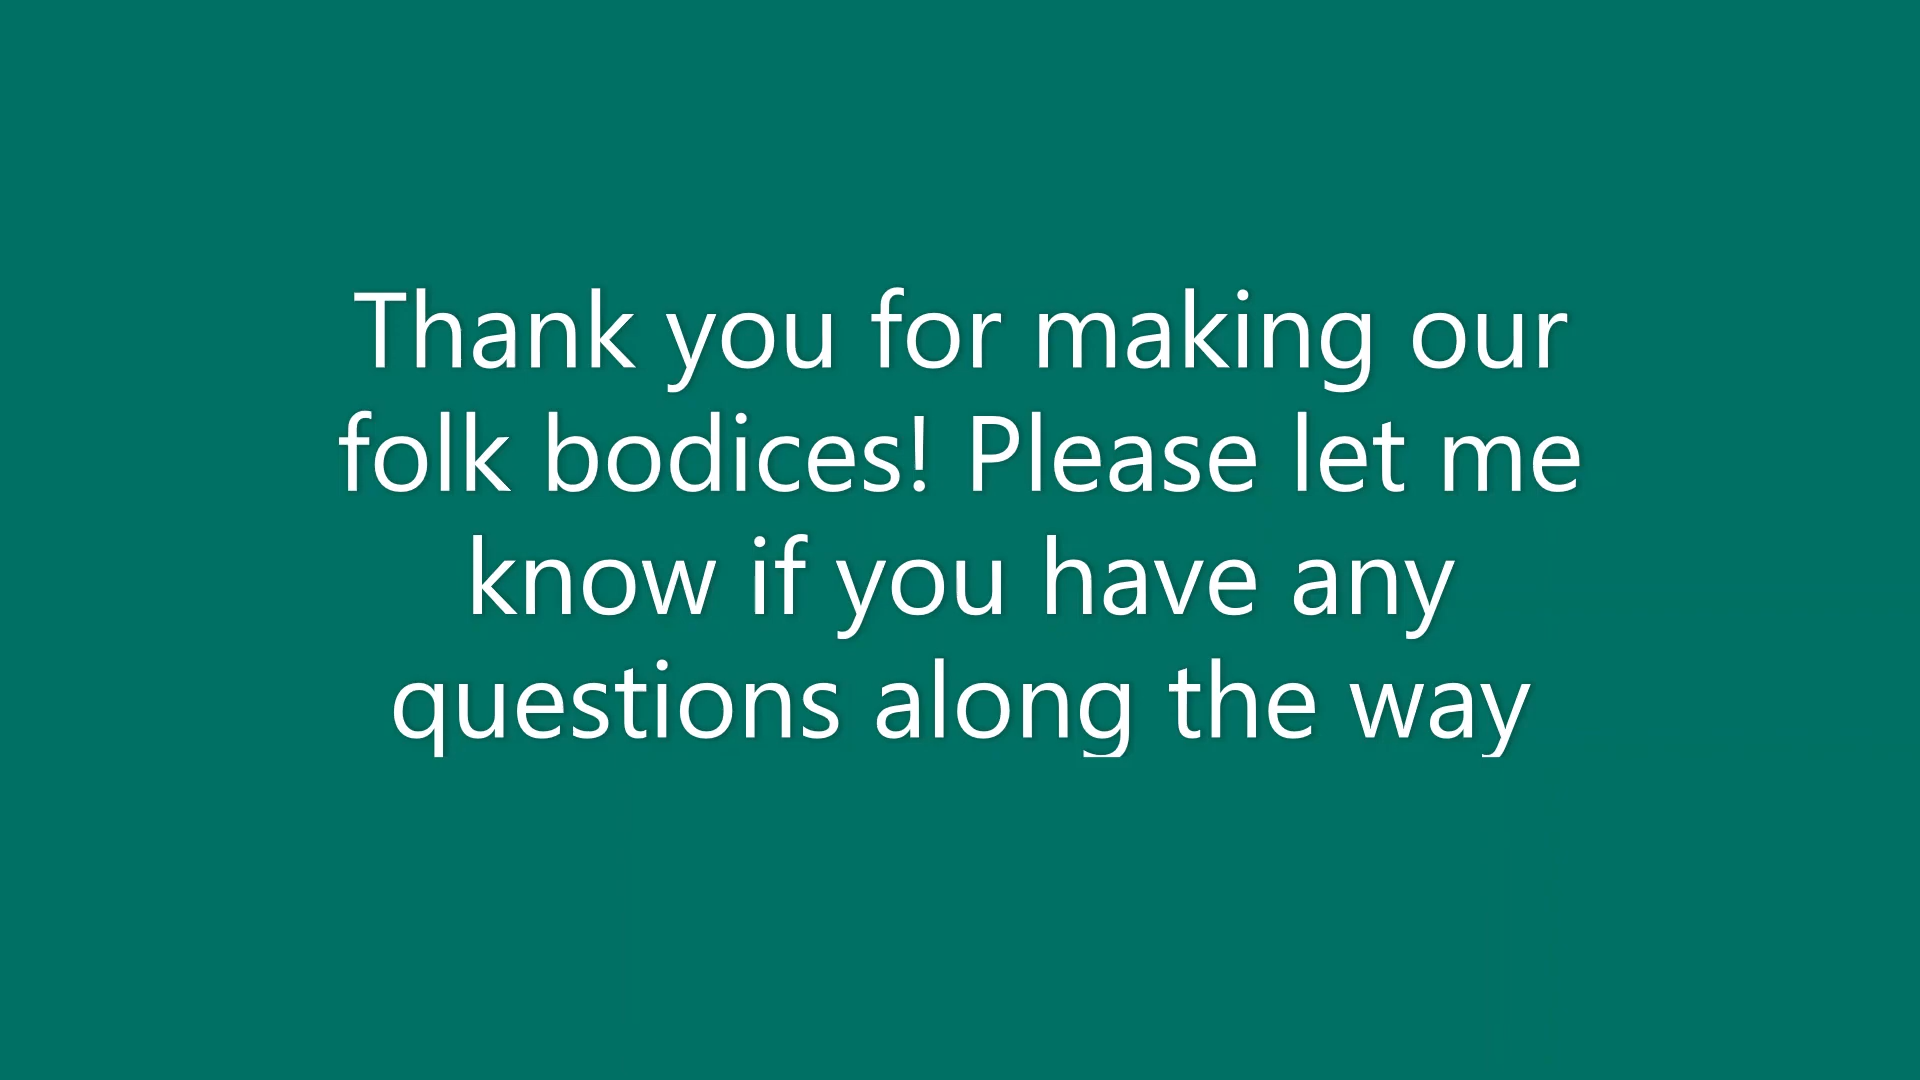 Thank you for making our
folk bodices! Please let me
know if you have any
questions along the way